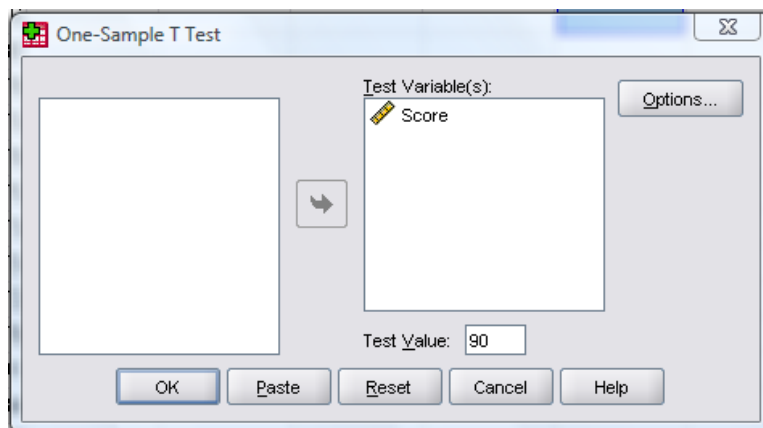 One-Sample T Test
Test Variable(s):
Score
Options...
Test Value: 90
OK Paste Reset Cancel Help